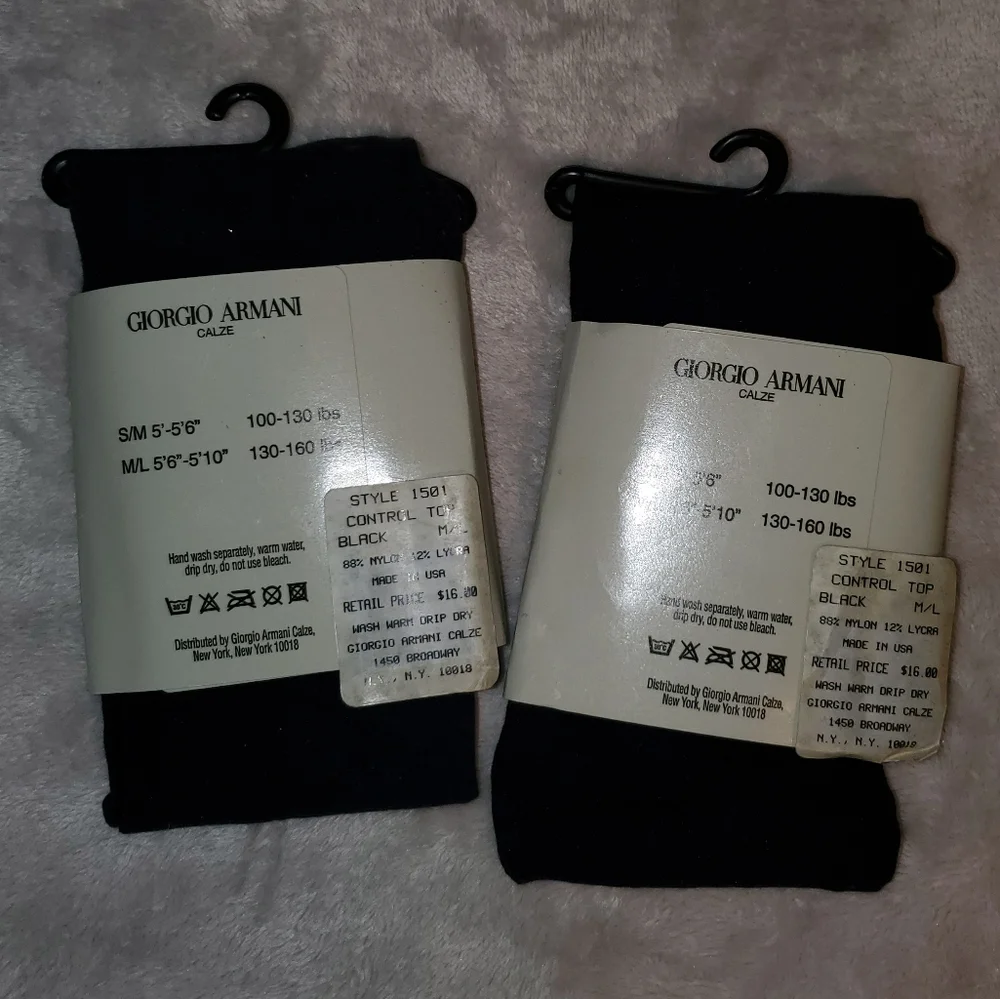 GIORGIO ARMANI
CALZE
S/M 5'-5'6" 100-130 lbs
M/L 5'6"-5'10" 130-160 lbs
Hand wash separately, warm water,
drip dry, do not use bleach.
30°C
Distributed by Giorgio Armani Calze,
New York, New York 10018
STYLE 1501
CONTROL TOP
BLACK M/L
88% NYLON 12% LYCRA
MADE IN USA
RETAIL PRICE $16.00
WASH WARM DRIP DRY
GIORGIO ARMANI CALZE
1450 BROADWAY
N.Y., N.Y. 10018
GIORGIO ARMANI
CALZE
5'6" 100-130 lbs
5'10" 130-160 lbs
Hand wash separately, warm water,
drip dry, do not use bleach.
30°C
Distributed by Giorgio Armani Calze,
New York, New York 10018
STYLE 1501
CONTROL TOP
BLACK M/L
88% NYLON 12% LYCRA
MADE IN USA
RETAIL PRICE $16.00
WASH WARM DRIP DRY
GIORGIO ARMANI CALZE
1450 BROADWAY
N.Y., N.Y. 10018